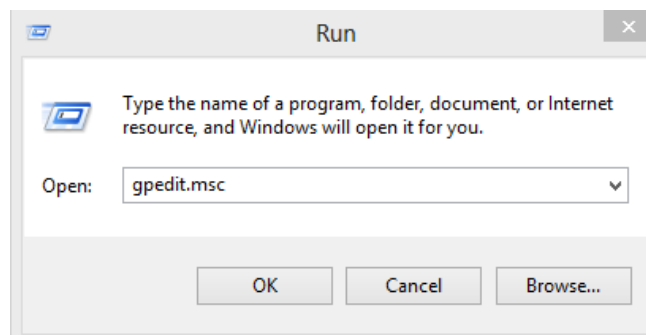 Run
Type the name of a program, folder, document, or Internet
resource, and Windows will open it for you.
Open: gpedit.msc
OK Cancel Browse...